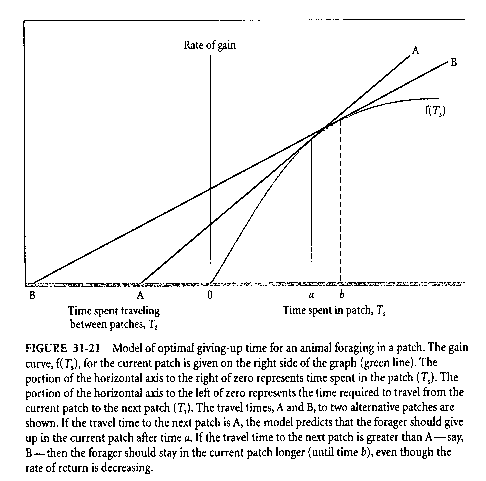 Rate of gain
A
B
f(Ts)
B
A
0
a
b
Time spent traveling
between patches, Tt
Time spent in patch, Ts
FIGURE 31-21 Model of optimal giving-up time for an animal foraging in a patch. The gain
curve, f(Ts), for the current patch is given on the right side of the graph (green line). The
portion of the horizontal axis to the right of zero represents time spent in the patch (Ts). The
portion of the horizontal axis to the left of zero represents the time required to travel from the
current patch to the next patch (Tt). The travel times, A and B, to two alternative patches are
shown. If the travel time to the next patch is A, the model predicts that the forager should give
up in the current patch after time a. If the travel time to the next patch is greater than A—say,
B—then the forager should stay in the current patch longer (until time b), even though the
rate of return is decreasing.